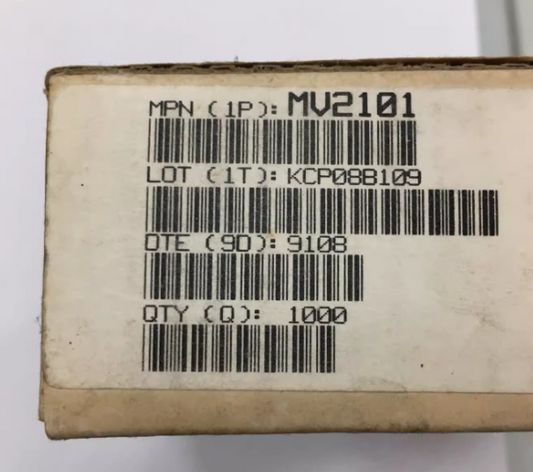 MPN (1P): MV2101
LOT (1T): KCP08B109
DTE (9D): 9108
QTY (Q): 1000